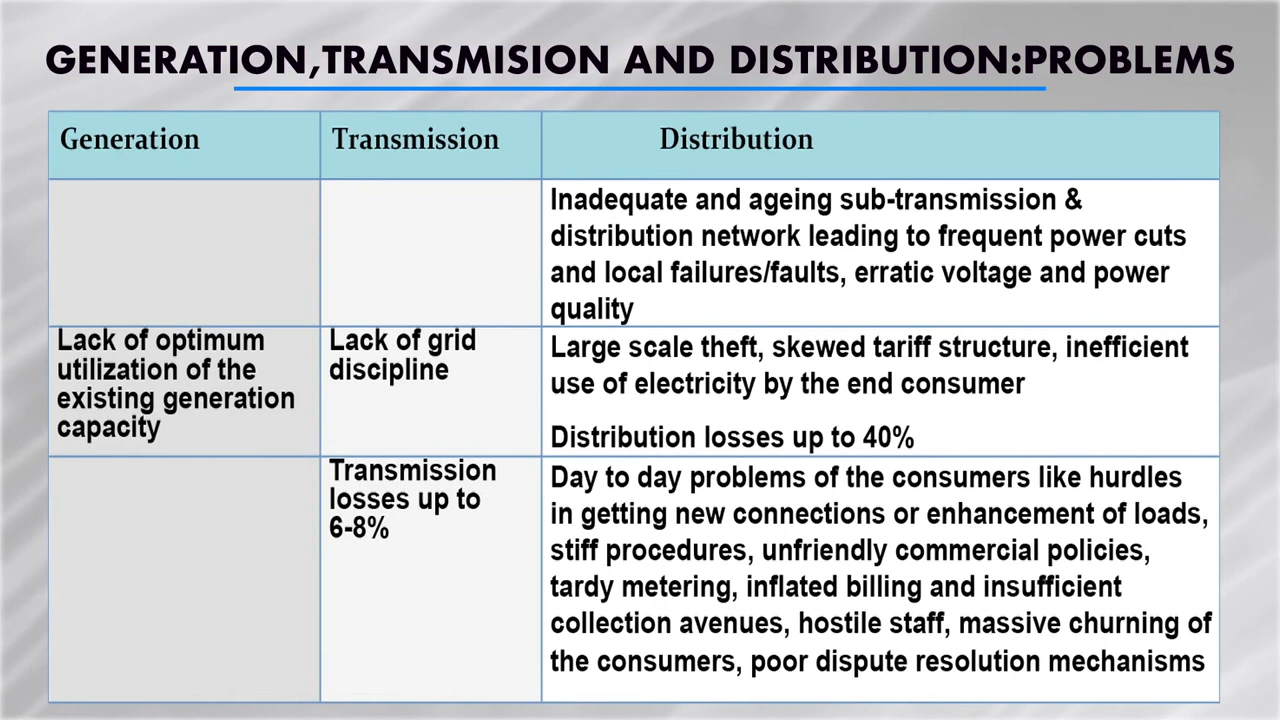 GENERATION,TRANSMISION AND DISTRIBUTION:PROBLEMS
Generation
Transmission
Distribution
Inadequate and ageing sub-transmission &
distribution network leading to frequent power cuts
and local failures/faults, erratic voltage and power
quality
Lack of optimum
utilization of the
existing generation
capacity
Lack of grid
discipline
Large scale theft, skewed tariff structure, inefficient
use of electricity by the end consumer
Distribution losses up to 40%
Transmission
losses up to
6-8%
Day to day problems of the consumers like hurdles
in getting new connections or enhancement of loads,
stiff procedures, unfriendly commercial policies,
tardy metering, inflated billing and insufficient
collection avenues, hostile staff, massive churning of
the consumers, poor dispute resolution mechanisms